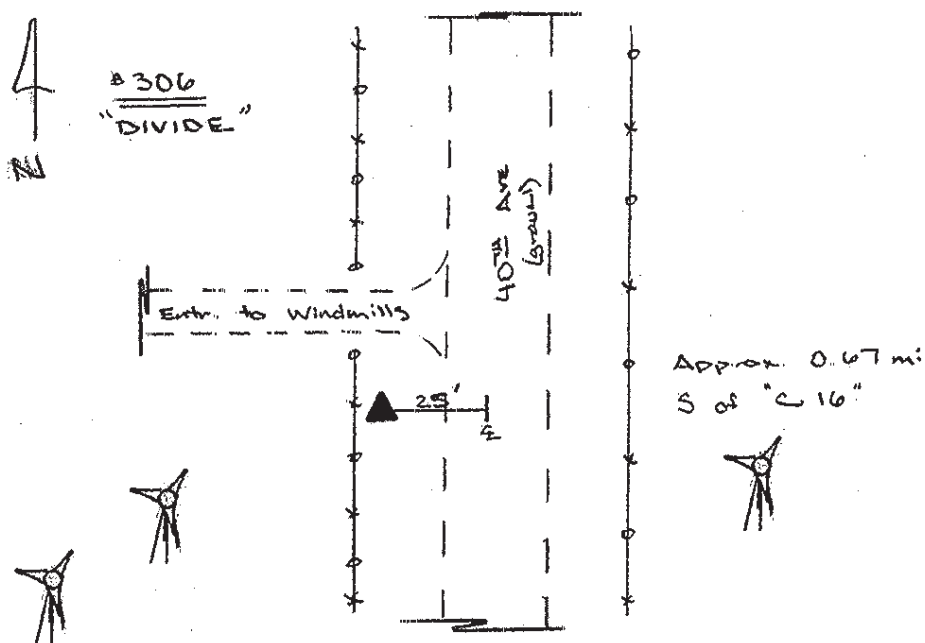 #306
"DIVIDE"
N
40TH AVE
(gravel)
Entr. to Windmills
25'
℄
Approx. 0.67 mi
S of "C 16"